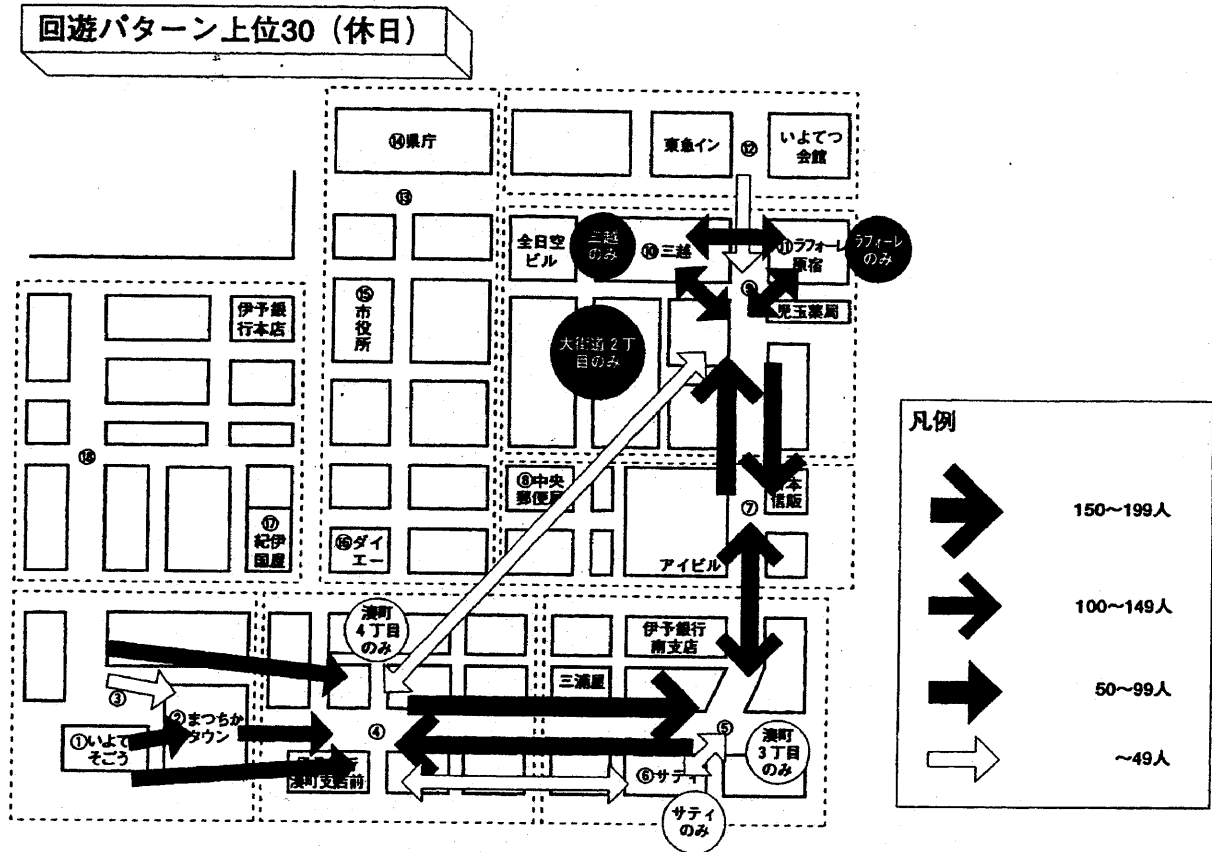 回遊パターン上位30（休日）
⑭県庁
東急イン
⑫
いよてつ
会館
⑬
全日空
ビル
三越
のみ
⑩三越
⑪ラフォーレ
原宿
ラフォーレ
のみ
⑨
児玉薬局
伊予銀
行本店
⑮
市
役
所
大街道２丁
目のみ
⑱
⑧中央
郵便局
⑦
信販
⑰
紀伊
国屋
⑯ダイ
エー
アイビル
湊町
４丁目
のみ
伊予銀行
南支店
三浦屋
③
②まつちか
タウン
①いよてつ
そごう
④
湊町支店前
⑤
湊町
３丁目
のみ
⑥サティ
サティ
のみ
凡例
150〜199人
100〜149人
50〜99人
〜49人